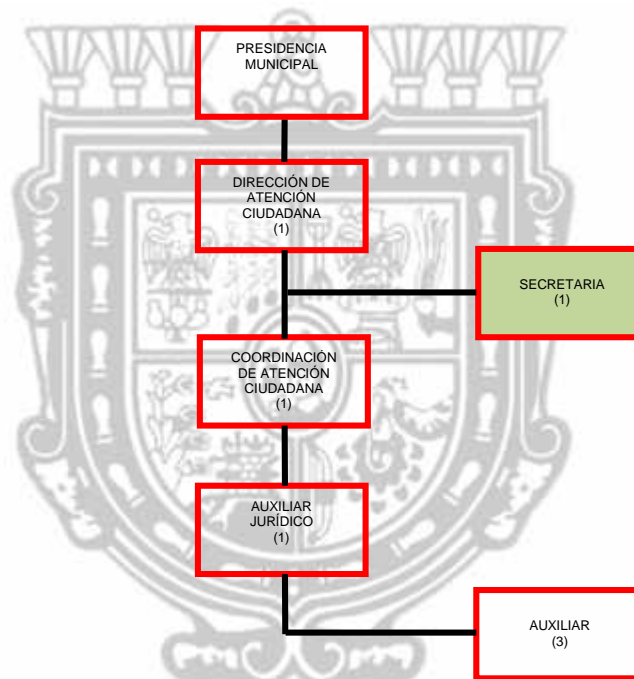 PRESIDENCIA
MUNICIPAL
DIRECCIÓN DE
ATENCIÓN
CIUDADANA
(1)
SECRETARIA
(1)
COORDINACIÓN
DE ATENCIÓN
CIUDADANA
(1)
AUXILIAR
JURÍDICO
(1)
AUXILIAR
(3)